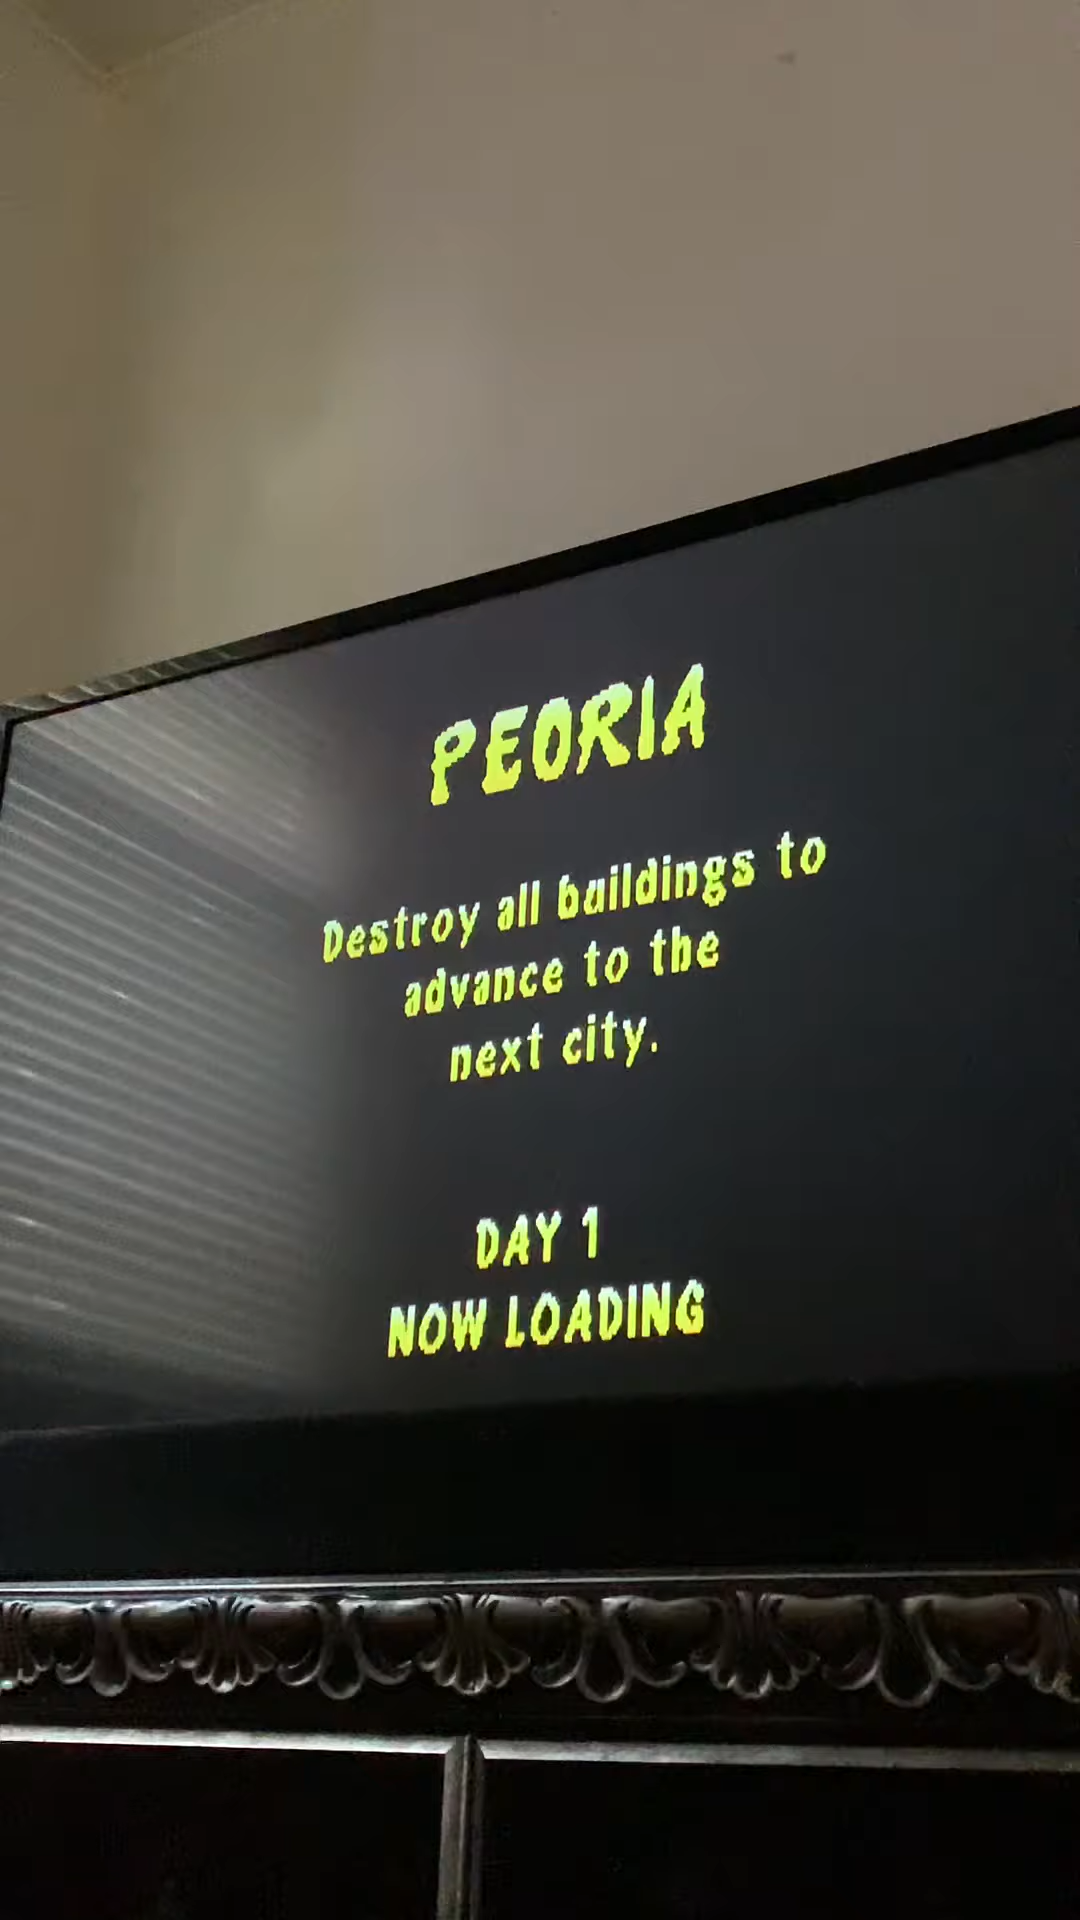 PEORIA
Destroy all buildings to
advance to the
next city.
DAY 1
NOW LOADING